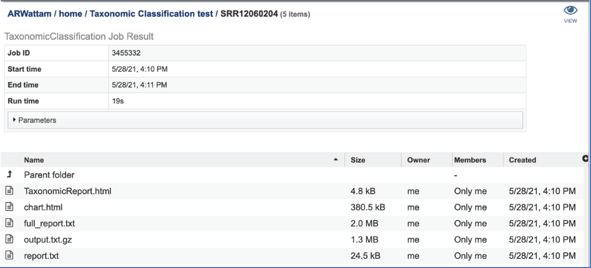 ARWattam / home / Taxonomic Classification test / SRR12060204 (5 items)
VIEW
TaxonomicClassification Job Result
Job ID 3455332
Start time 5/28/21, 4:10 PM
End time 5/28/21, 4:11 PM
Run time 19s
Parameters
Name Size Owner Members Created
Parent folder -
TaxonomicReport.html 4.8 kB me Only me 5/28/21, 4:10 PM
chart.html 380.5 kB me Only me 5/28/21, 4:10 PM
full_report.txt 2.0 MB me Only me 5/28/21, 4:10 PM
output.txt.gz 1.3 MB me Only me 5/28/21, 4:10 PM
report.txt 24.5 kB me Only me 5/28/21, 4:10 PM